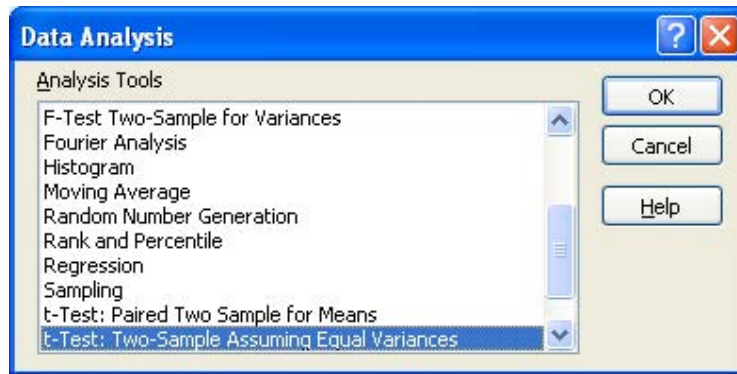 Data Analysis
?
Analysis Tools
F-Test Two-Sample for Variances
Fourier Analysis
Histogram
Moving Average
Random Number Generation
Rank and Percentile
Regression
Sampling
t-Test: Paired Two Sample for Means
t-Test: Two-Sample Assuming Equal Variances
OK
Cancel
Help